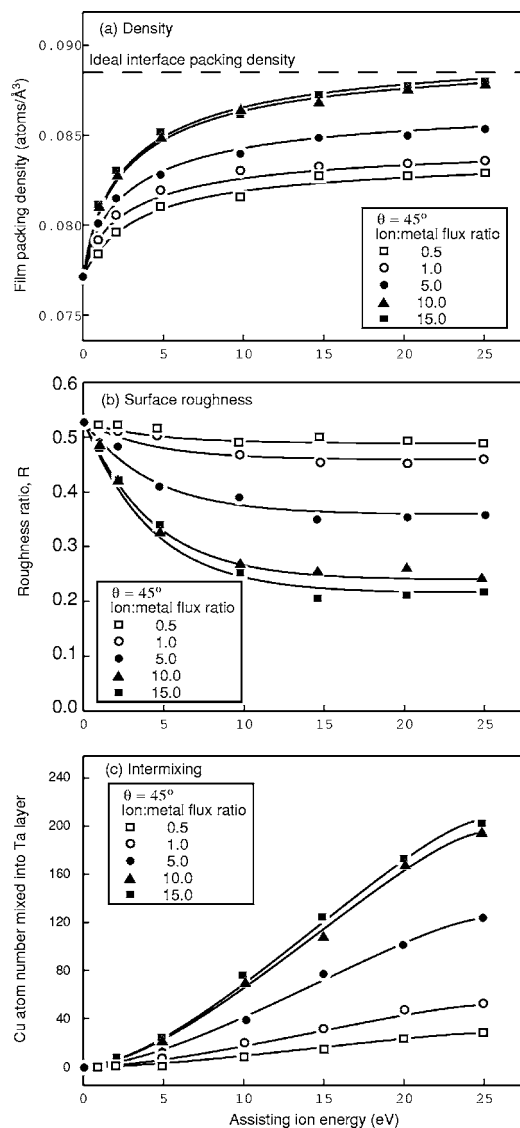 (a) Density
0.090
Ideal interface packing density
0.085
0.080
0.075
Film packing density (atoms/Å³)
θ = 45°
Ion:metal flux ratio
0.5
1.0
5.0
10.0
15.0
0 5 10 15 20 25
(b) Surface roughness
0.6
0.5
0.4
0.3
0.2
0.1
0.0
Roughness ratio, R
θ = 45°
Ion:metal flux ratio
0.5
1.0
5.0
10.0
15.0
0 5 10 15 20 25
(c) Intermixing
240
200
160
120
80
40
0
Cu atom number mixed into Ta layer
θ = 45°
Ion:metal flux ratio
0.5
1.0
5.0
10.0
15.0
0 5 10 15 20 25
Assisting ion energy (eV)